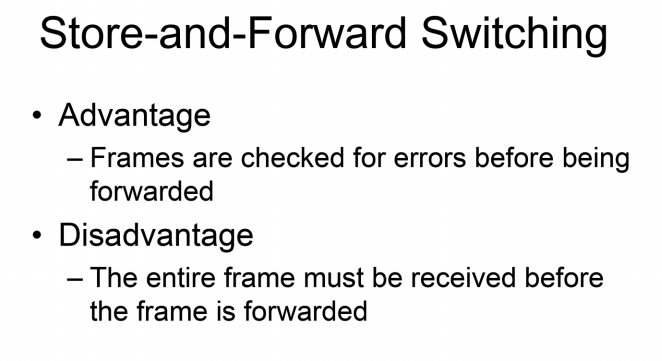 Store-and-Forward Switching
• Advantage
– Frames are checked for errors before being
forwarded
• Disadvantage
– The entire frame must be received before
the frame is forwarded